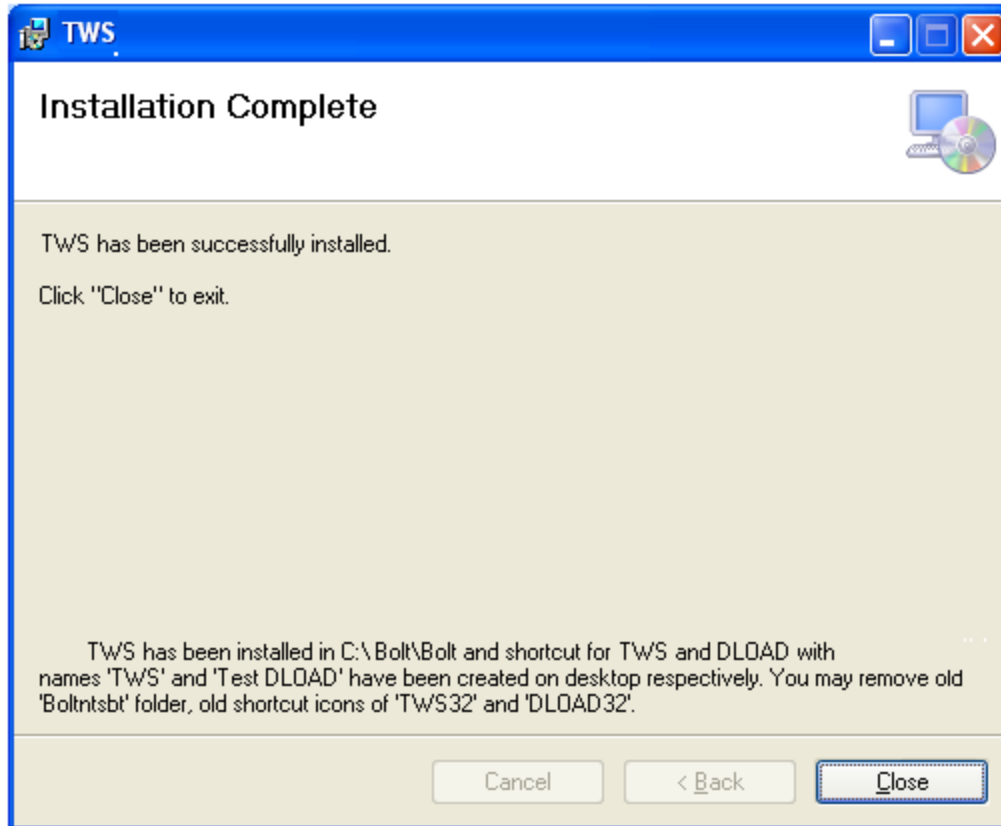 TWS
Installation Complete
TWS has been successfully installed.
Click "Close" to exit.
TWS has been installed in C:\Bolt\Bolt and shortcut for TWS and DLOAD with
names 'TWS' and 'Test DLOAD' have been created on desktop respectively. You may remove old
'Boltntsbt' folder, old shortcut icons of 'TWS32' and 'DLOAD32'.
Cancel
< Back
Close